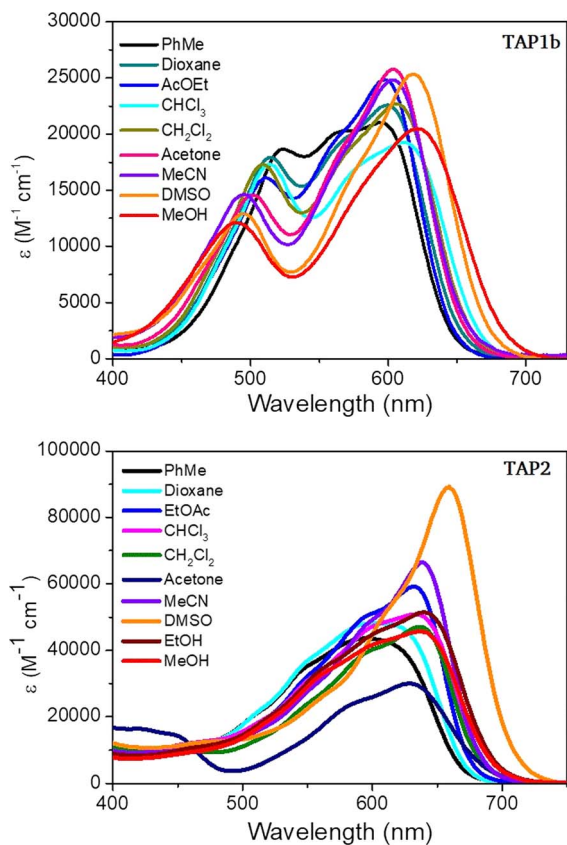 TAP1b
PhMe
Dioxane
AcOEt
CHCl₃
CH₂Cl₂
Acetone
MeCN
DMSO
MeOH
30000
25000
20000
15000
10000
5000
0
ε (M⁻¹ cm⁻¹)
400 500 600 700
Wavelength (nm)
TAP2
PhMe
Dioxane
EtOAc
CHCl₃
CH₂Cl₂
Acetone
MeCN
DMSO
EtOH
MeOH
100000
80000
60000
40000
20000
0
ε (M⁻¹ cm⁻¹)
400 500 600 700
Wavelength (nm)